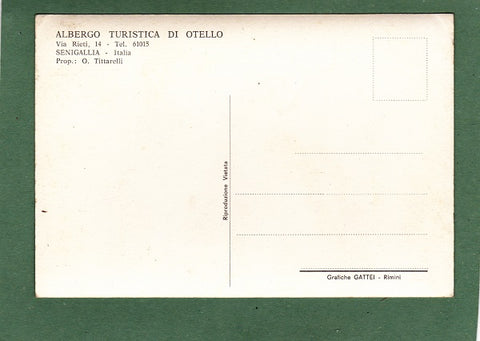 ALBERGO TURISTICA DI OTELLO
Via Rieti, 14 - Tel. 61015
SENIGALLIA - Italia
Prop.: O. Tittarelli
Riproduzione Vietata
Grafiche GATTEI - Rimini